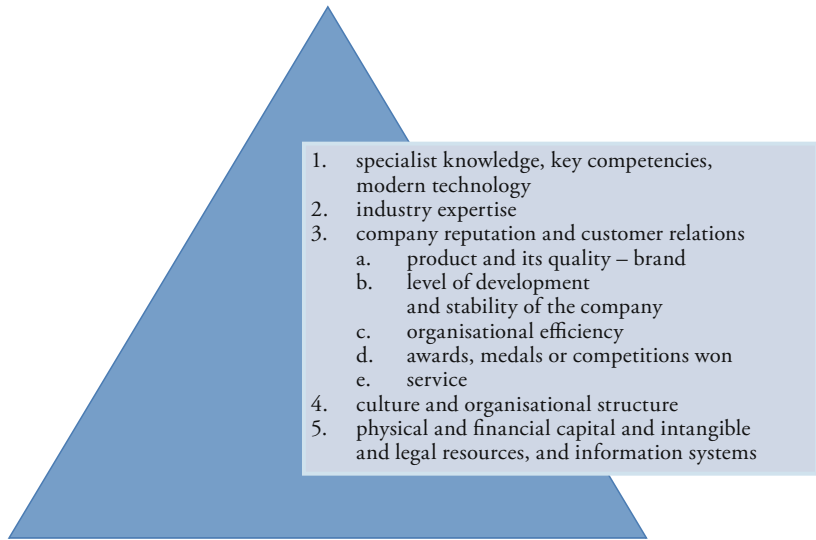 1. specialist knowledge, key competencies,
modern technology
2. industry expertise
3. company reputation and customer relations
a. product and its quality – brand
b. level of development
and stability of the company
c. organisational efficiency
d. awards, medals or competitions won
e. service
4. culture and organisational structure
5. physical and financial capital and intangible
and legal resources, and information systems